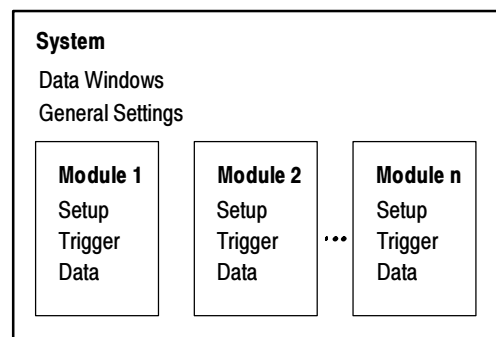 System
Data Windows
General Settings
Module 1
Setup
Trigger
Data
Module 2
Setup
Trigger
Data
...
Module n
Setup
Trigger
Data